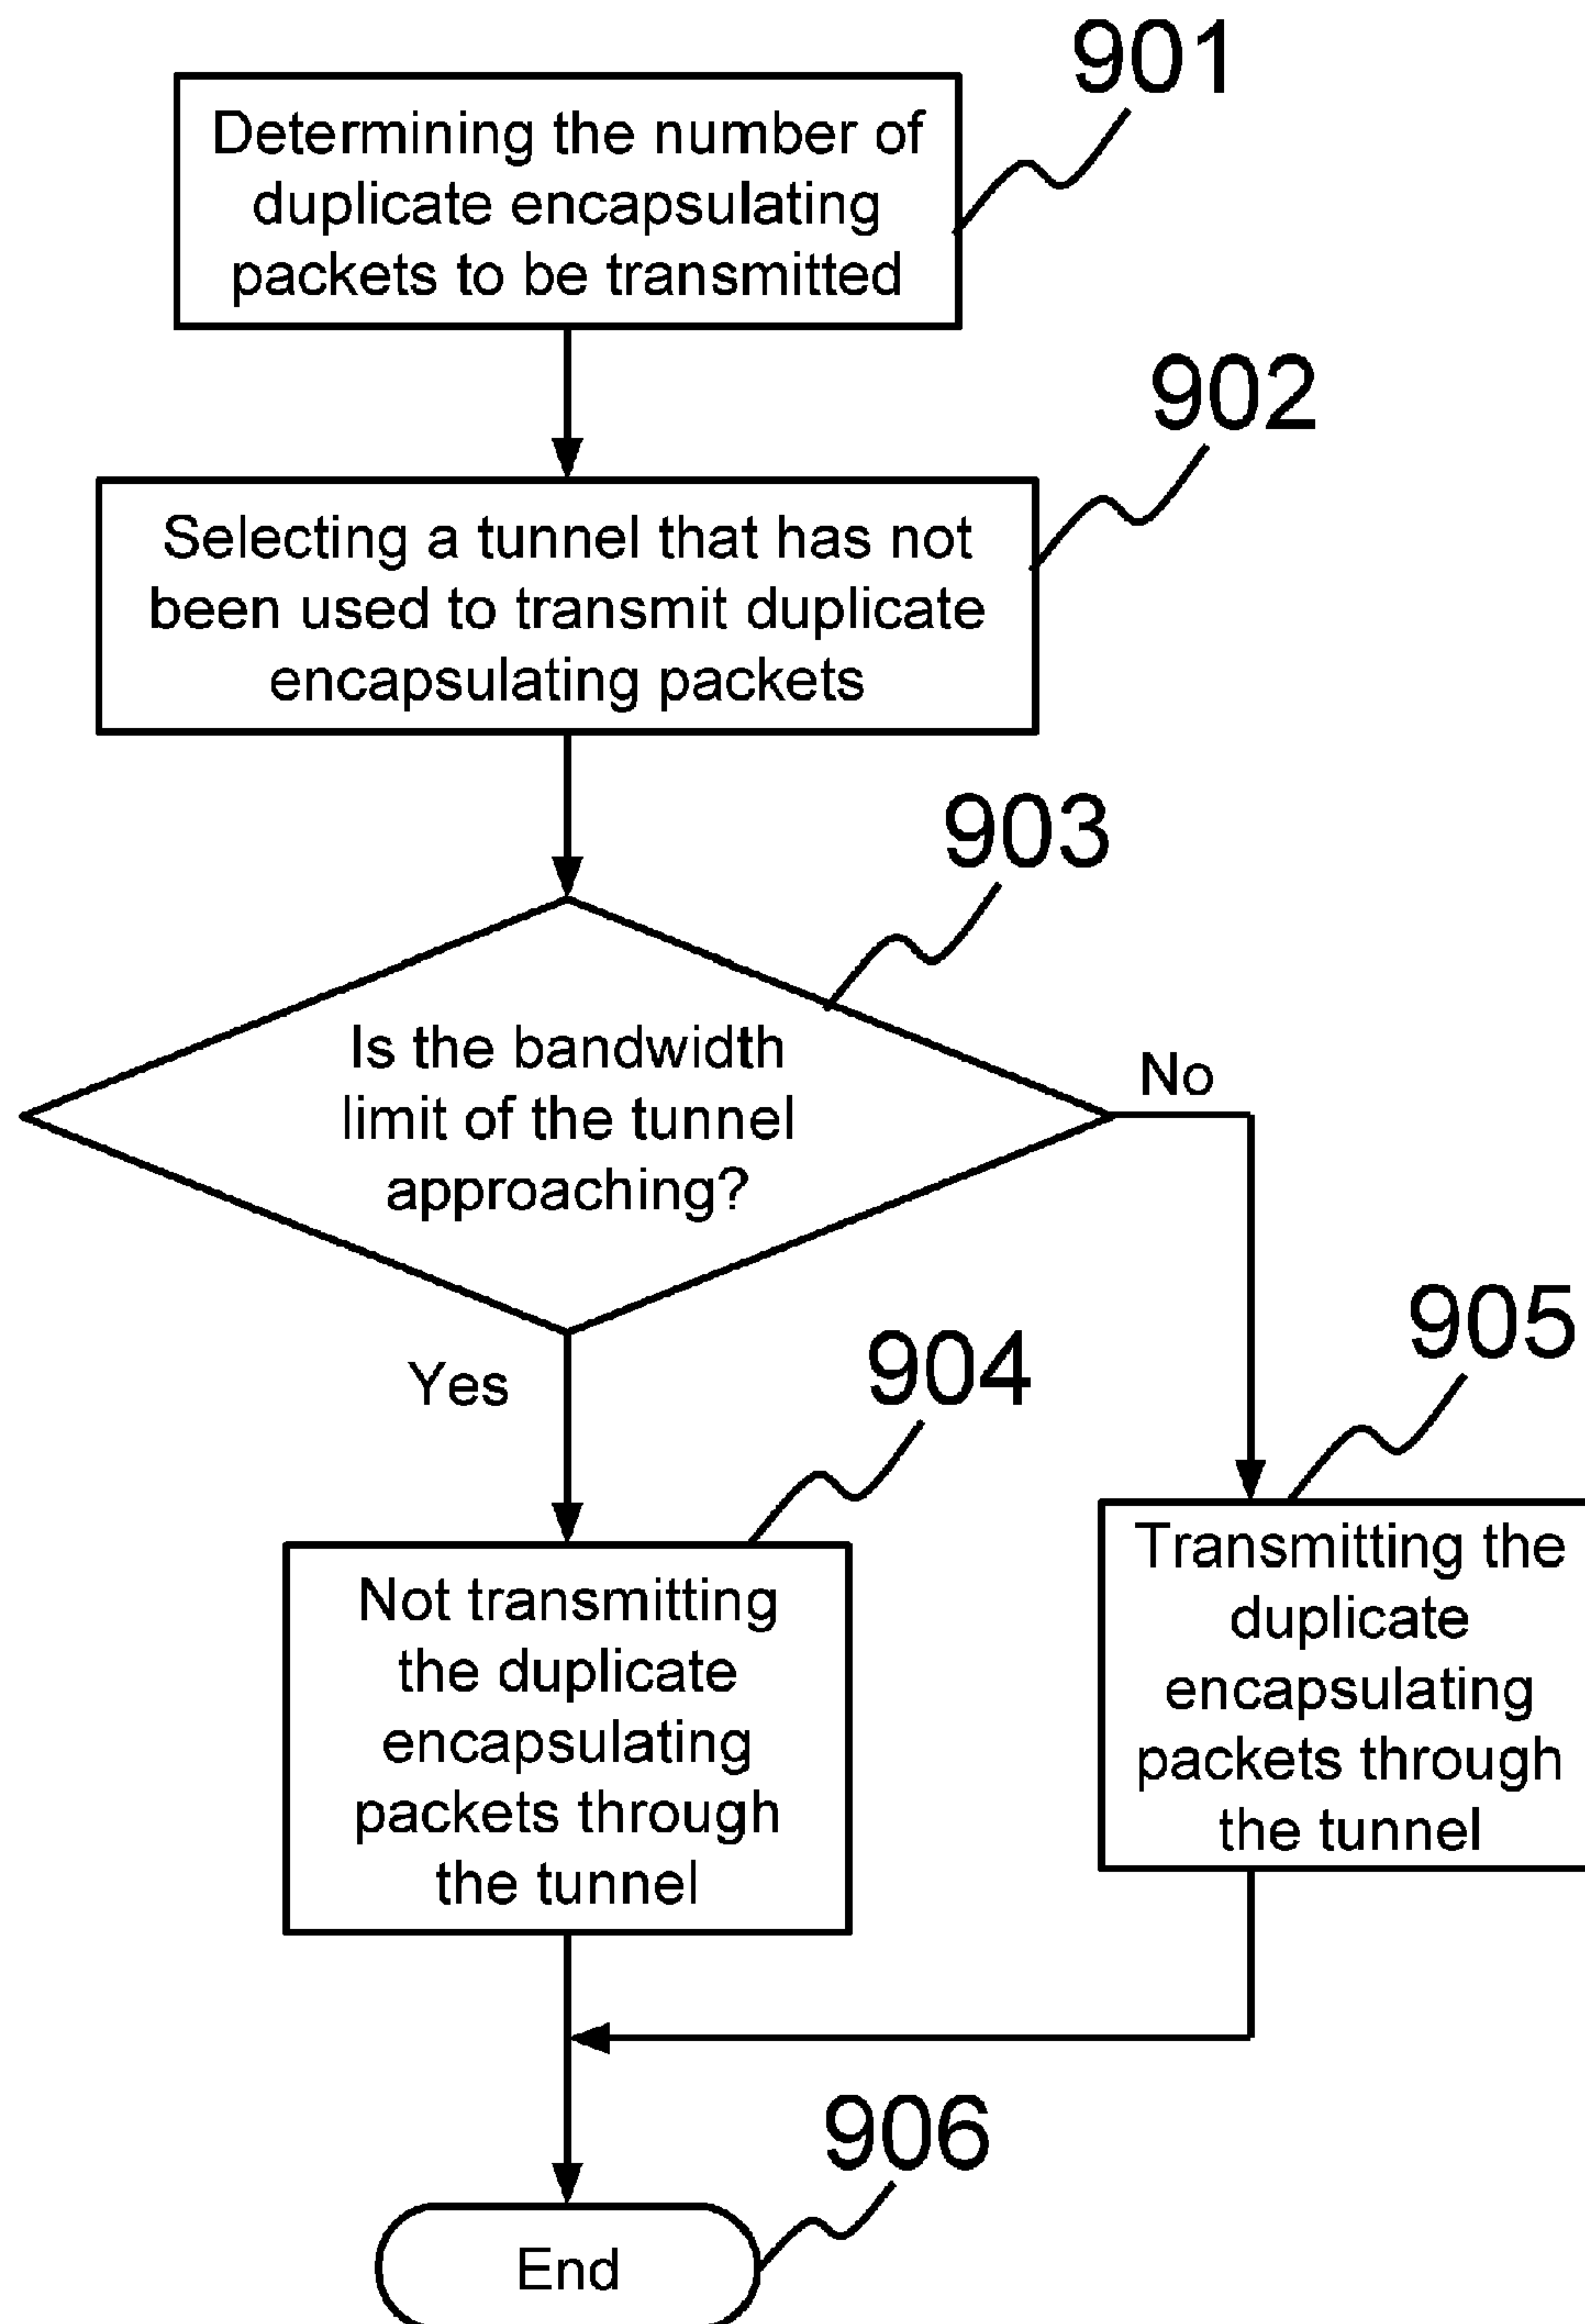 901
Determining the number of
duplicate encapsulating
packets to be transmitted
902
Selecting a tunnel that has not
been used to transmit duplicate
encapsulating packets
903
Is the bandwidth
limit of the tunnel
approaching?
No
Yes
904
Not transmitting
the duplicate
encapsulating
packets through
the tunnel
905
Transmitting the
duplicate
encapsulating
packets through
the tunnel
906
End